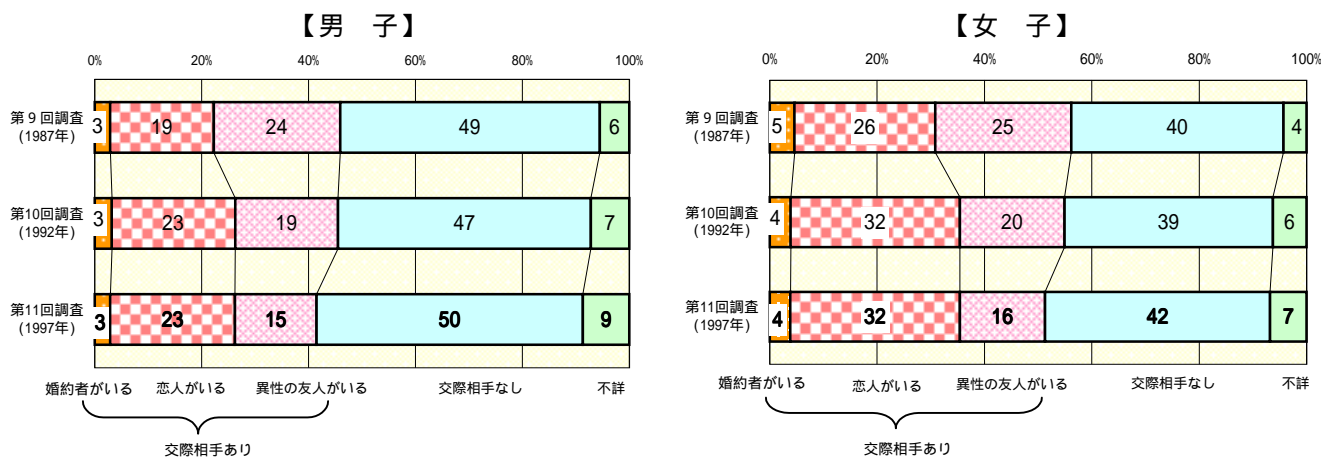 【男　子】
0% 20% 40% 60% 80% 100%
第９回調査
(1987年)
3 19 24 49 6
第10回調査
(1992年)
3 23 19 47 7
第11回調査
(1997年)
3 23 15 50 9
婚約者がいる 恋人がいる 異性の友人がいる 交際相手なし 不詳
交際相手あり
【女　子】
0% 20% 40% 60% 80% 100%
第９回調査
(1987年)
5 26 25 40 4
第10回調査
(1992年)
4 32 20 39 6
第11回調査
(1997年)
4 32 16 42 7
婚約者がいる 恋人がいる 異性の友人がいる 交際相手なし 不詳
交際相手あり